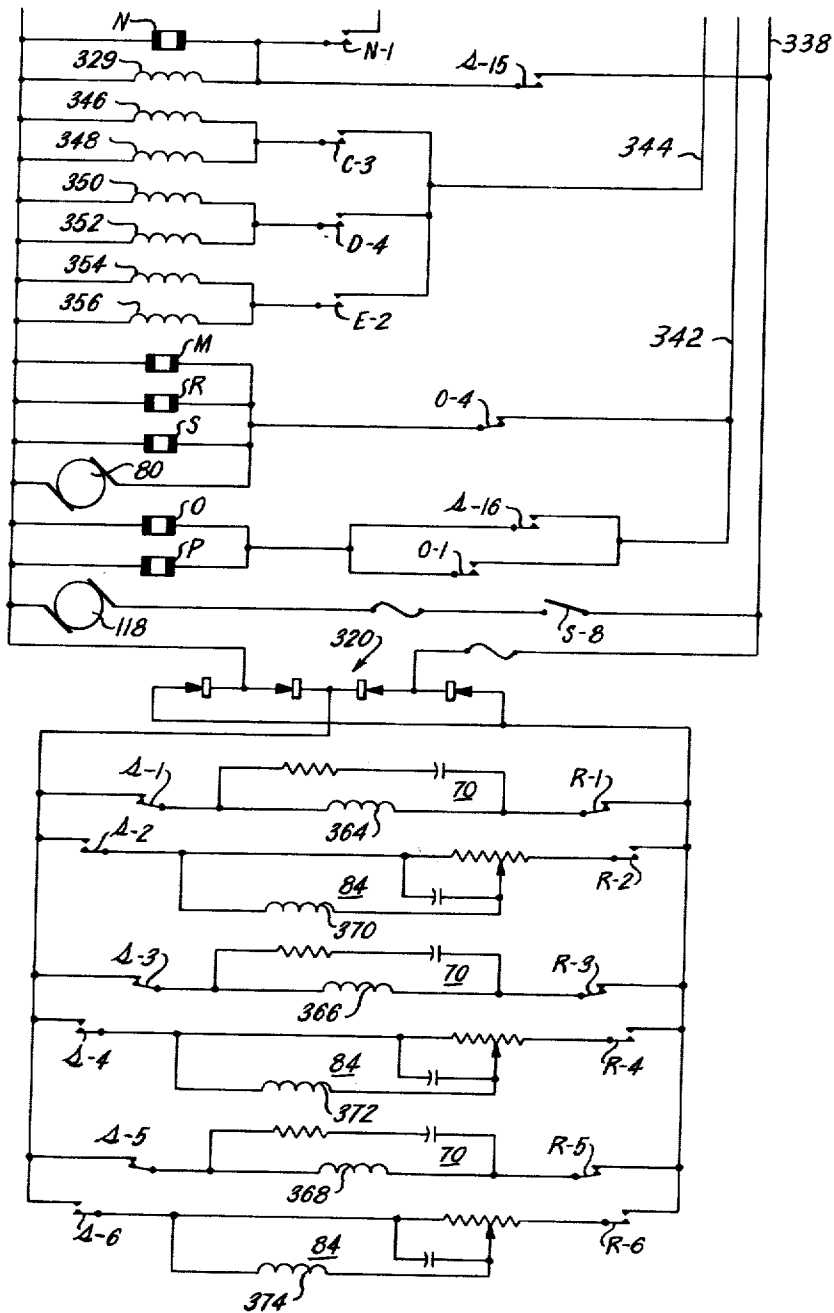 N
N-1
338
329
S-15
346
348
C-3
344
350
352
D-4
354
356
E-2
342
M
R
O-4
S
80
S-16
O
O-1
P
118
S-8
320
S-1
70
R-1
364
S-2
84
R-2
370
S-3
70
R-3
366
S-4
84
R-4
372
S-5
70
R-5
368
S-6
84
R-6
374